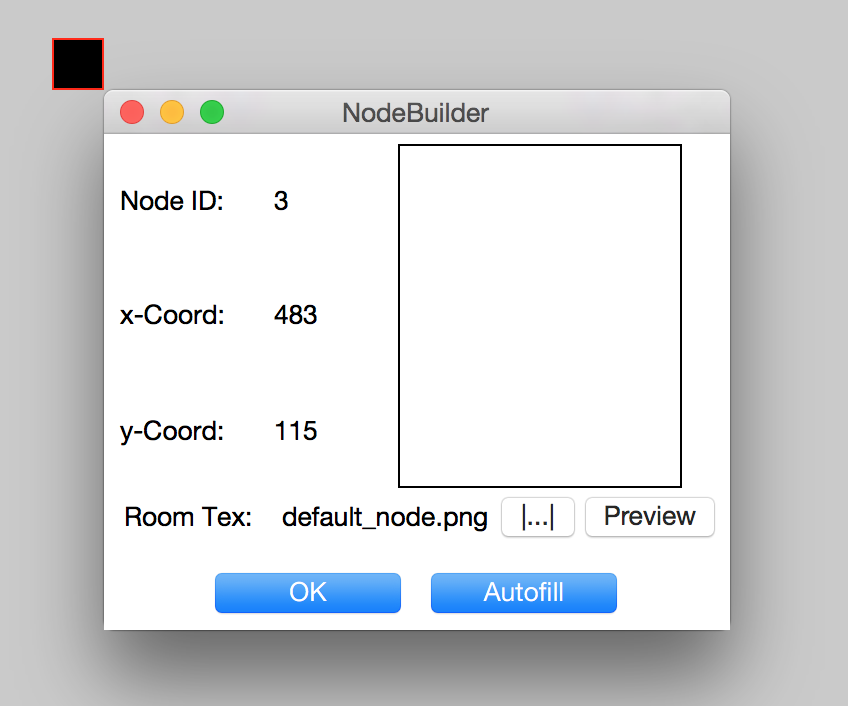 NodeBuilder
Node ID: 3
x-Coord: 483
y-Coord: 115
Room Tex: default_node.png |...| Preview
OK Autofill